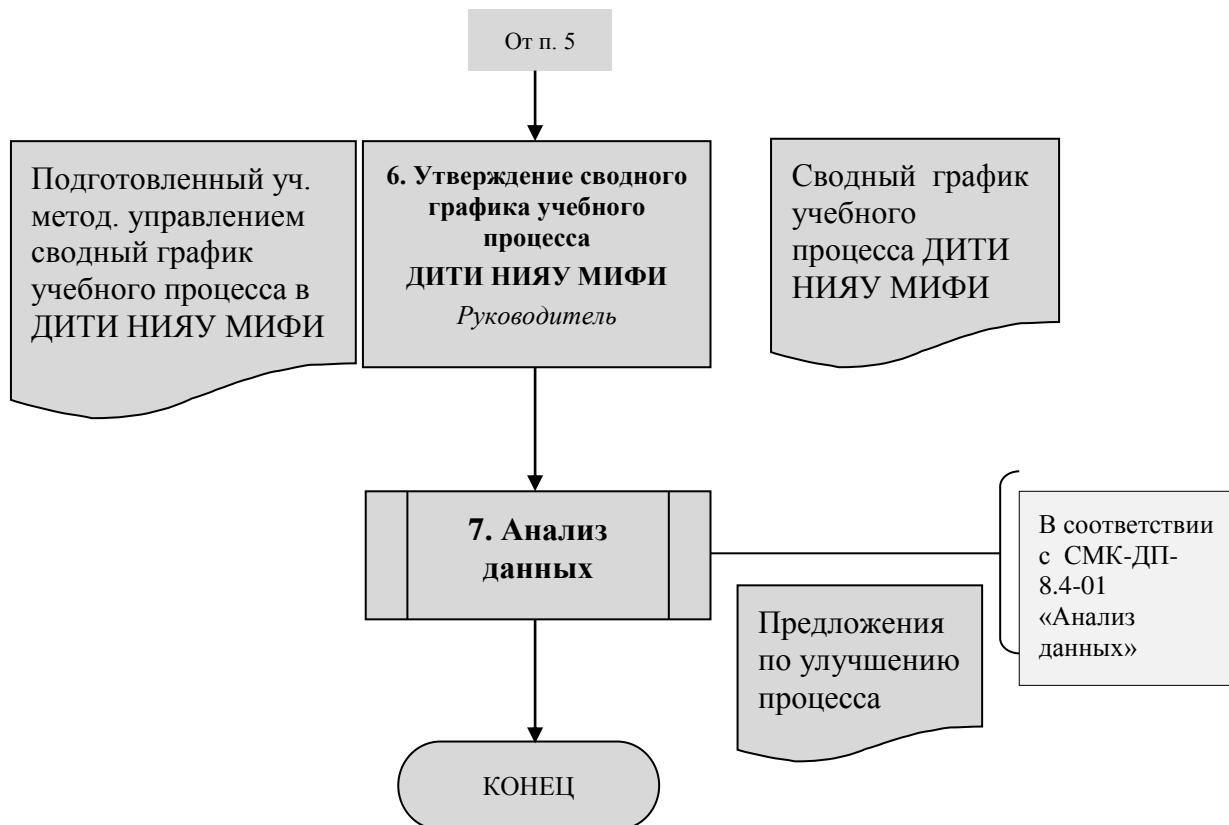 От п. 5
Подготовленный уч.
метод. управлением
сводный график
учебного процесса в
ДИТИ НИЯУ МИФИ
6. Утверждение сводного
графика учебного
процесса
ДИТИ НИЯУ МИФИ
Руководитель
Сводный график
учебного
процесса ДИТИ
НИЯУ МИФИ
7. Анализ
данных
В соответствии
с СМК-ДП-
8.4-01
«Анализ
данных»
Предложения
по улучшению
процесса
КОНЕЦ